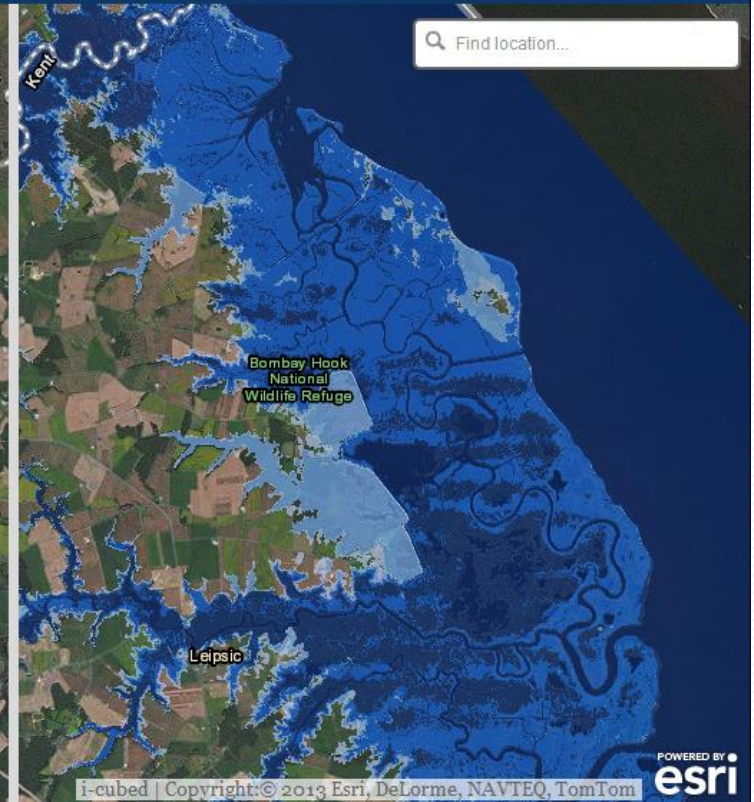 Find location...
Kent
Bombay Hook
National
Wildlife Refuge
Leipsic
POWERED BY
esri
i-cubed | Copyright:© 2013 Esri, DeLorme, NAVTEQ, TomTom